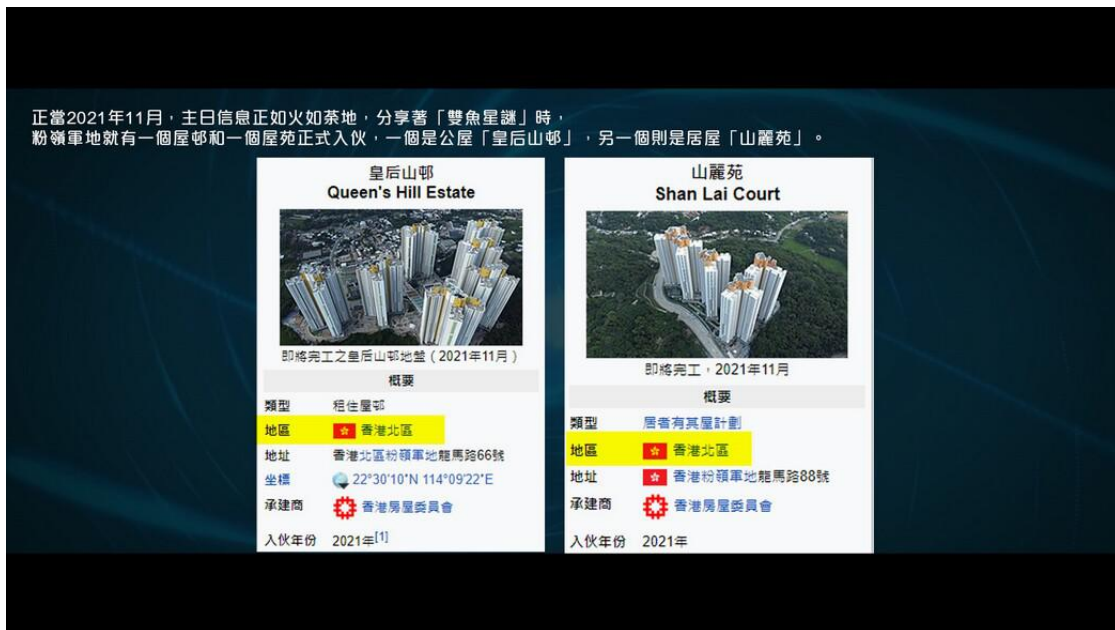 正當2021年11月，主日信息正如火如荼地，分享著「雙魚星謎」時，
粉嶺軍地就有一個屋邨和一個屋苑正式入伙，一個是公屋「皇后山邨」，另一個則是居屋「山麗苑」。
皇后山邨
Queen's Hill Estate
即將完工之皇后山邨地盤（2021年11月）
概要
類型 租住屋邨
地區 香港北區
地址 香港北區粉嶺軍地龍馬路66號
坐標 22°30′10″N 114°09′22″E
承建商 香港房屋委員會
入伙年份 2021年[1]
山麗苑
Shan Lai Court
即將完工，2021年11月
概要
類型 居者有其屋計劃
地區 香港北區
地址 香港粉嶺軍地龍馬路88號
承建商 香港房屋委員會
入伙年份 2021年